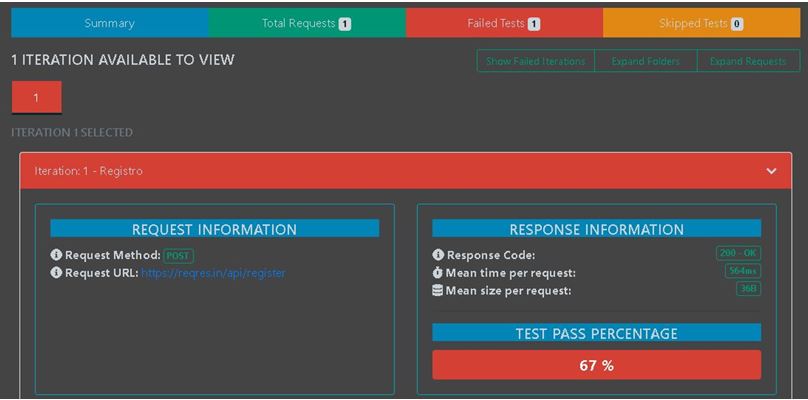 Summary
Total Requests 1
Failed Tests 1
Skipped Tests 0
1 ITERATION AVAILABLE TO VIEW
Show Failed Iterations
Expand Folders
Expand Requests
1
ITERATION 1 SELECTED
Iteration: 1 - Registro
REQUEST INFORMATION
Request Method: POST
Request URL: https://reqres.in/api/register
RESPONSE INFORMATION
Response Code: 200 - OK
Mean time per request: 564ms
Mean size per request: 36B
TEST PASS PERCENTAGE
67 %